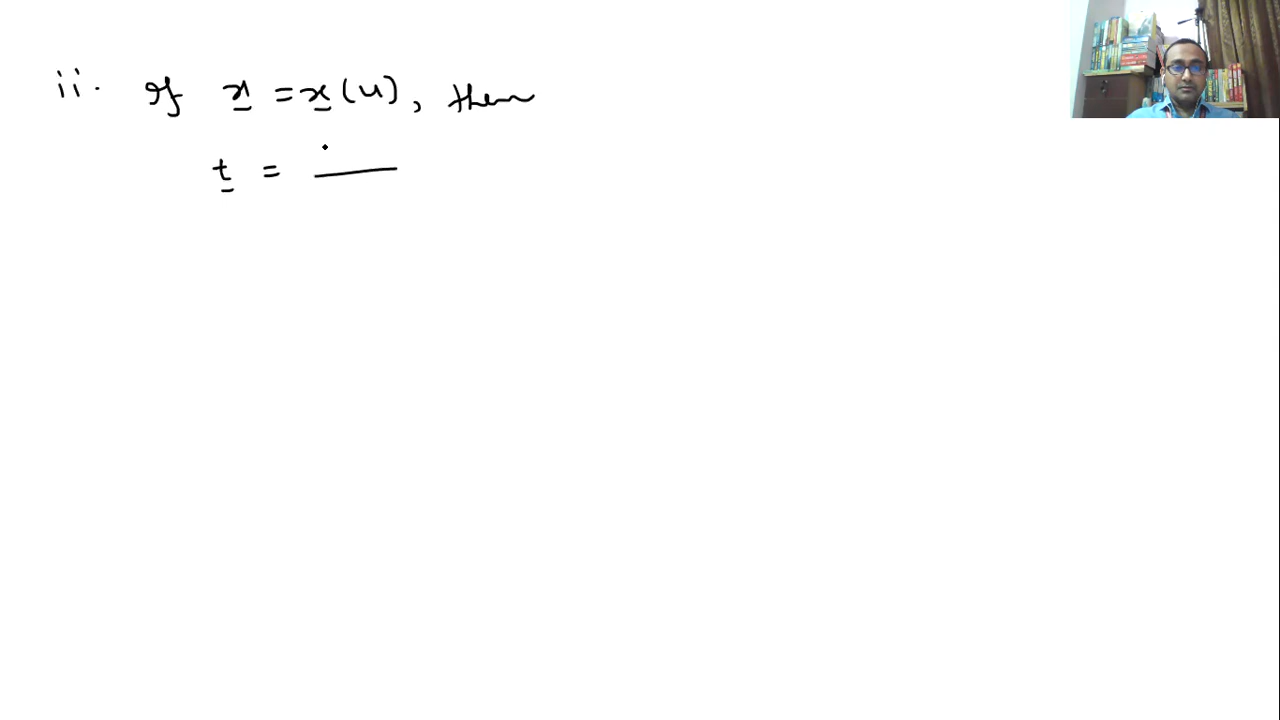 ii. If x = x(u), then
t =